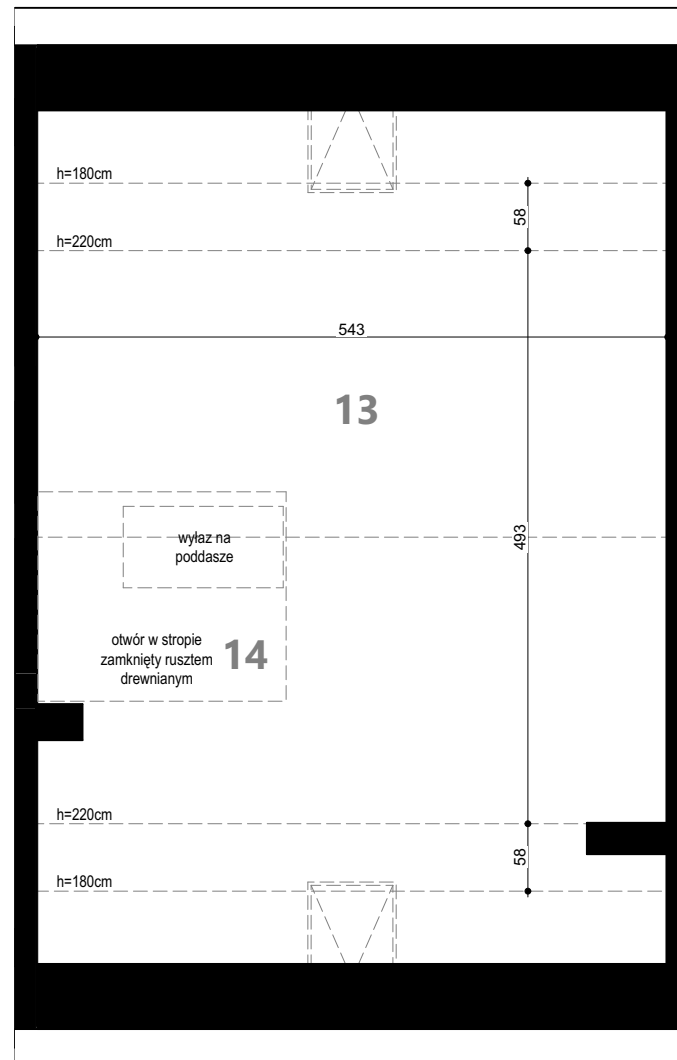 h=180cm
58
h=220cm
543
13
wyłaz na
poddasze
493
otwór w stropie
zamknięty rusztem
drewnianym
14
h=220cm
58
h=180cm